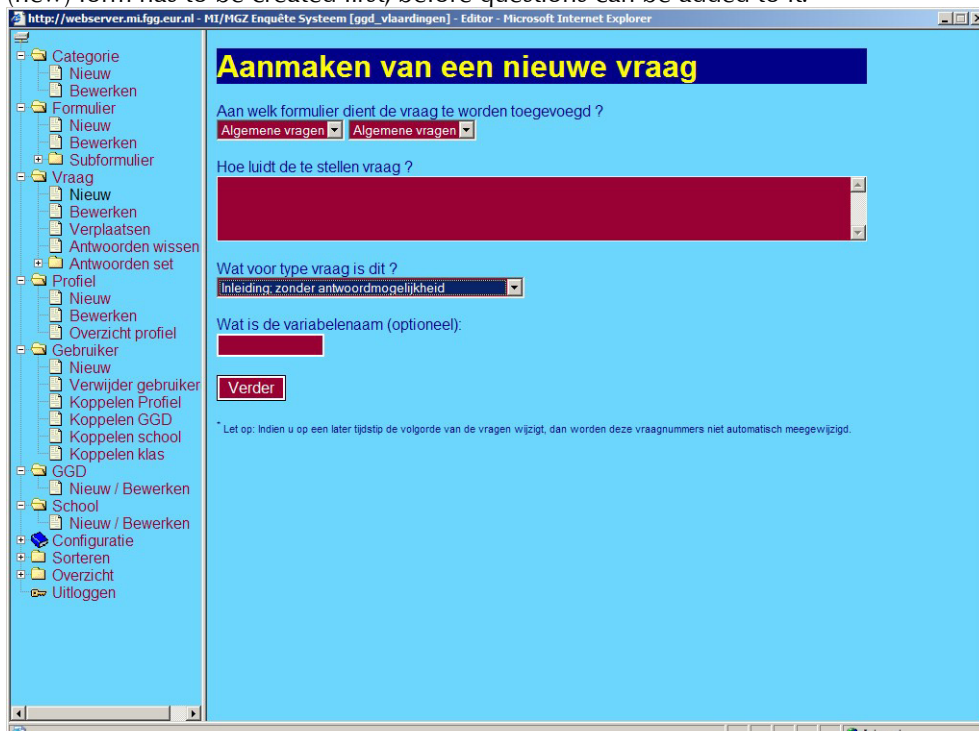 (new) form has to be created first, before questions can be added to it.
http://webserver.mi.fgg.eur.nl - MI/MGZ Enquête Systeem [ggd_vlaardingen] - Editor - Microsoft Internet Explorer
Categorie
Nieuw
Bewerken
Formulier
Nieuw
Bewerken
Subformulier
Vraag
Nieuw
Bewerken
Verplaatsen
Antwoorden wissen
Antwoorden set
Profiel
Nieuw
Bewerken
Overzicht profiel
Gebruiker
Nieuw
Verwijder gebruiker
Koppelen Profiel
Koppelen GGD
Koppelen school
Koppelen klas
GGD
Nieuw / Bewerken
School
Nieuw / Bewerken
Configuratie
Sorteren
Overzicht
Uitloggen
Aanmaken van een nieuwe vraag
Aan welk formulier dient de vraag te worden toegevoegd ?
Algemene vragen Algemene vragen
Hoe luidt de te stellen vraag ?
Wat voor type vraag is dit ?
Inleiding; zonder antwoordmogelijkheid
Wat is de variabelenaam (optioneel):
Verder
* Let op: Indien u op een later tijdstip de volgorde van de vragen wijzigt, dan worden deze vraagnummers niet automatisch meegewijzigd.